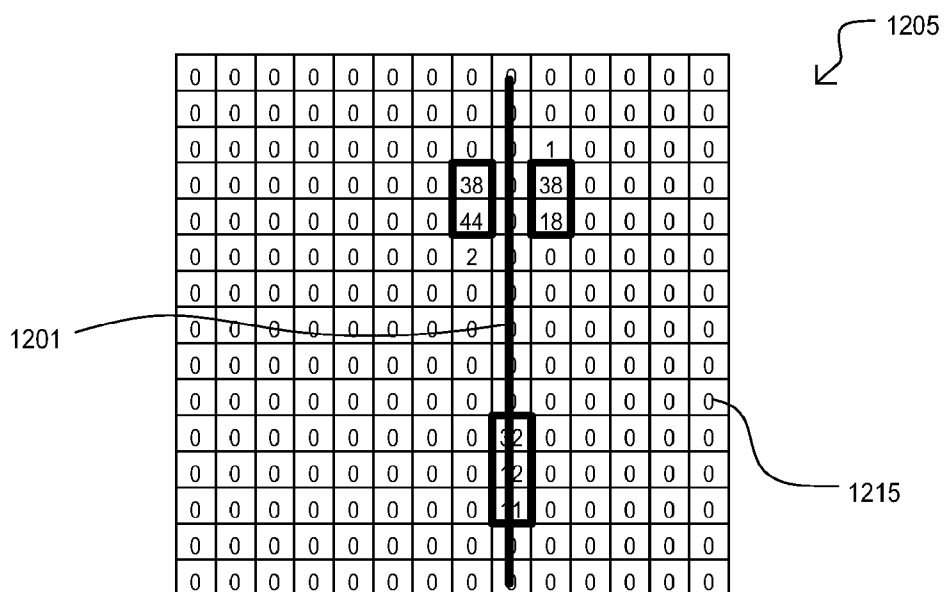 1205
0 0 0 0 0 0 0 0 0 0 0 0 0 0
0 0 0 0 0 0 0 0 0 0 0 0 0 0
0 0 0 0 0 0 0 0 0 1 0 0 0 0
0 0 0 0 0 0 0 38 0 38 0 0 0 0
0 0 0 0 0 0 0 44 0 18 0 0 0 0
0 0 0 0 0 0 0 2 0 0 0 0 0 0
0 0 0 0 0 0 0 0 0 0 0 0 0 0
1201 0 0 0 0 0 0 0 0 0 0 0 0 0 0
0 0 0 0 0 0 0 0 0 0 0 0 0 0
0 0 0 0 0 0 0 0 0 0 0 0 0 0
0 0 0 0 0 0 0 0 32 0 0 0 0 0
0 0 0 0 0 0 0 0 12 0 0 0 0 0
1215
0 0 0 0 0 0 0 0 11 0 0 0 0 0
0 0 0 0 0 0 0 0 0 0 0 0 0 0
0 0 0 0 0 0 0 0 0 0 0 0 0 0